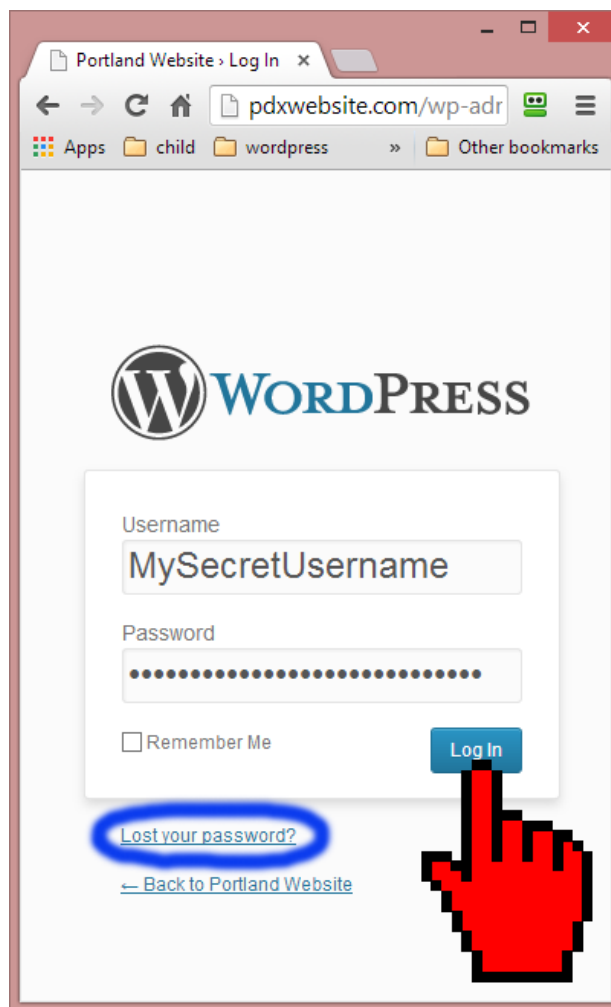 Portland Website › Log In
pdxwebsite.com/wp-adr
Apps child wordpress » Other bookmarks
WORDPRESS
Username
MySecretUsername
Password
••••••••••••••••••••••••••••••
Remember Me
Log In
Lost your password?
← Back to Portland Website